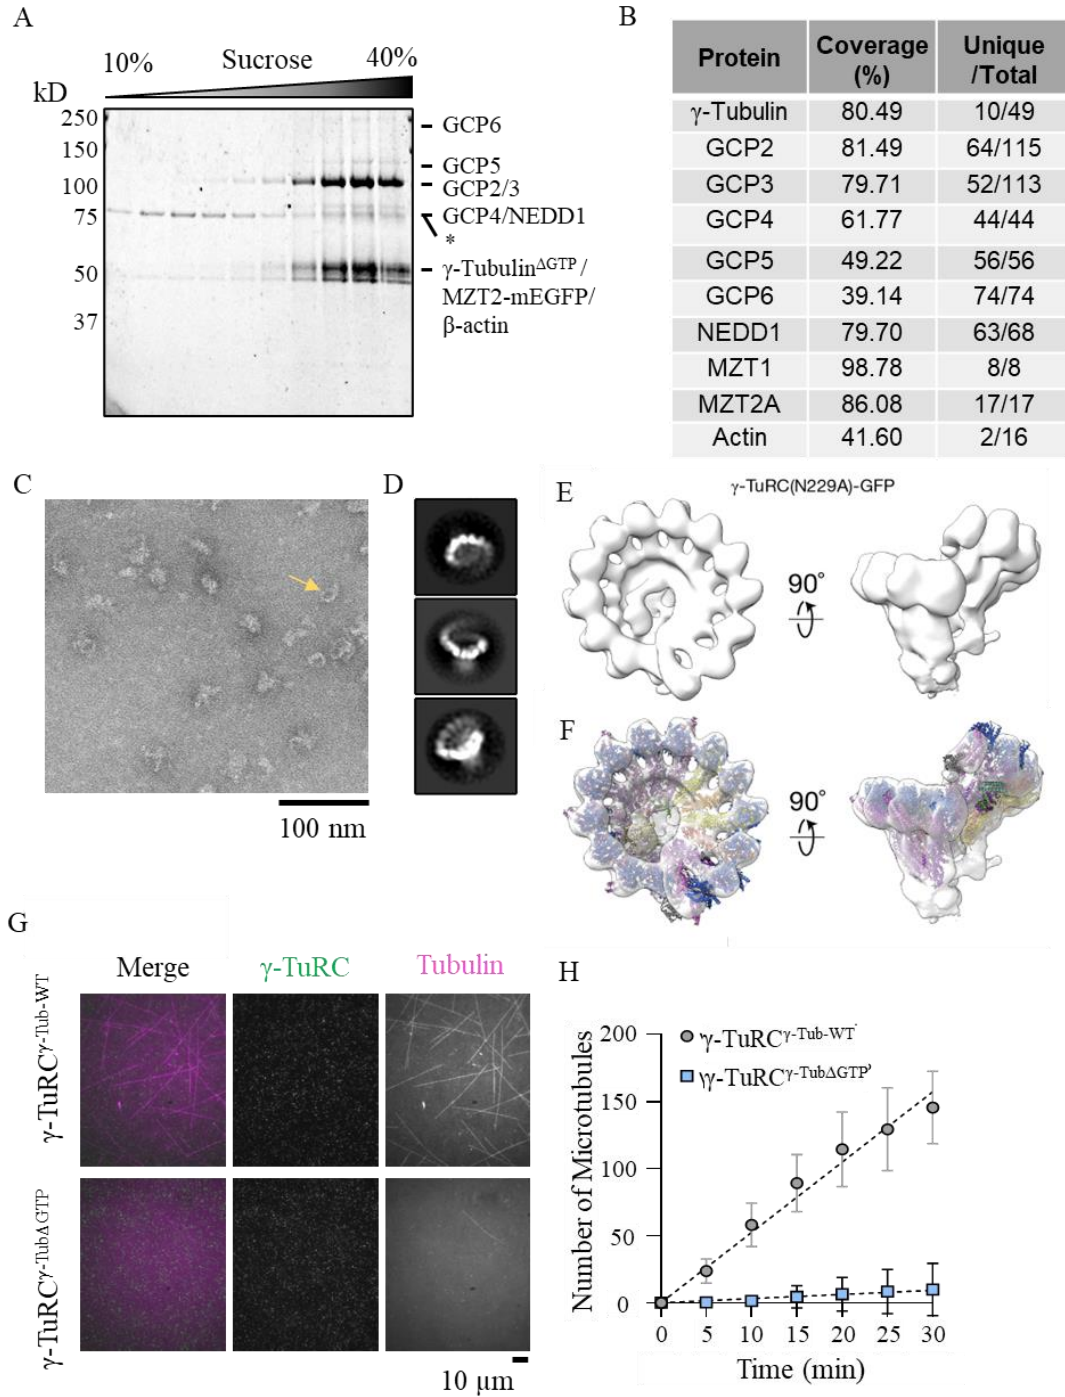 A
10%
Sucrose
40%
kD
250
150
100
75
50
37
GCP6
GCP5
GCP2/3
GCP4/NEDD1
*
γ-Tubulin^ΔGTP /
MZT2-mEGFP/
β-actin
B
Protein Coverage (%) Unique /Total
γ-Tubulin 80.49 10/49
GCP2 81.49 64/115
GCP3 79.71 52/113
GCP4 61.77 44/44
GCP5 49.22 56/56
GCP6 39.14 74/74
NEDD1 79.70 63/68
MZT1 98.78 8/8
MZT2A 86.08 17/17
Actin 41.60 2/16
C
100 nm
D
E
γ-TuRC(N229A)-GFP
90°
F
90°
G
Merge
γ-TuRC
Tubulin
γ-TuRC^γ-Tub-WT
γ-TuRC^γ-TubΔGTP
10 μm
H
Number of Microtubules
200
150
100
50
0
γ-TuRC^γ-Tub-WT
γ-TuRC^γ-TubΔGTP
0 5 10 15 20 25 30
Time (min)